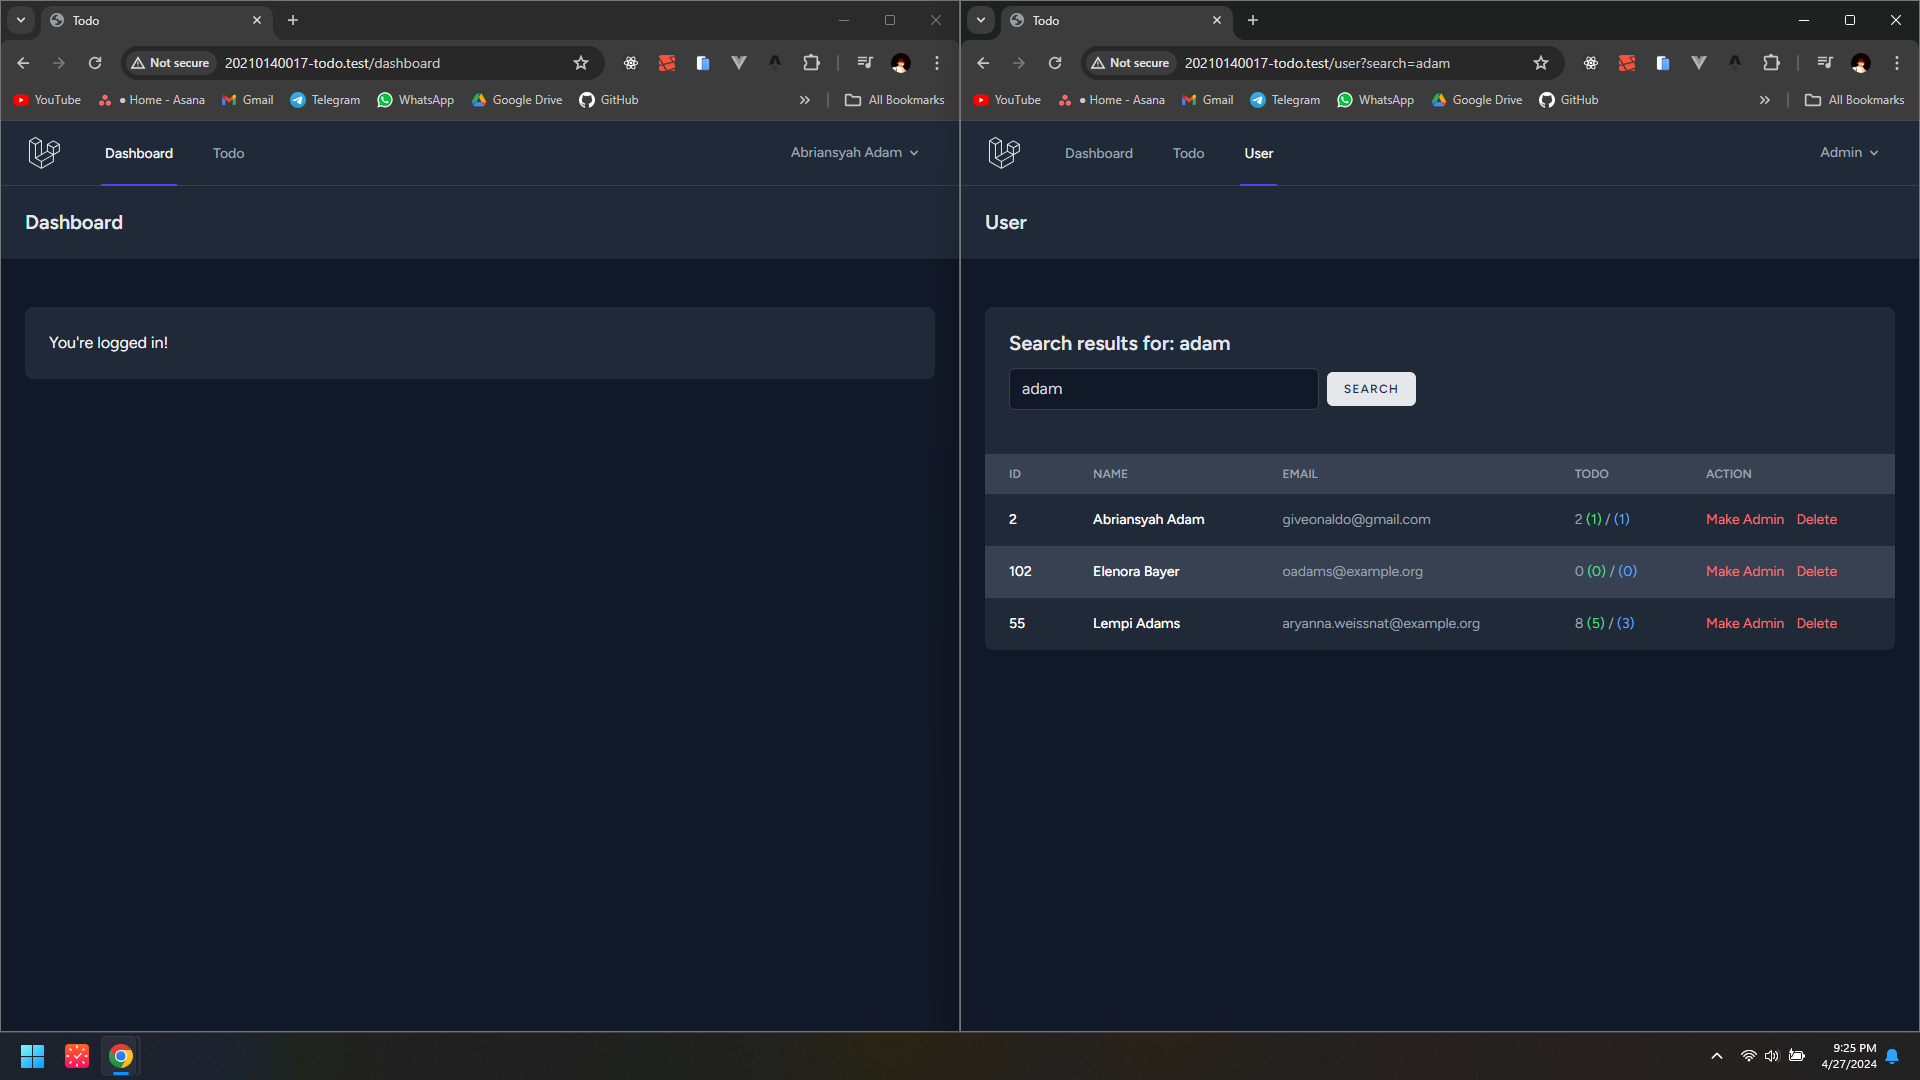 Todo
Not secure 20210140017-todo.test/dashboard
YouTube Home - Asana Gmail Telegram WhatsApp Google Drive GitHub All Bookmarks
Dashboard Todo Abriansyah Adam
Dashboard
You're logged in!
Todo
Not secure 20210140017-todo.test/user?search=adam
YouTube Home - Asana Gmail Telegram WhatsApp Google Drive GitHub All Bookmarks
Dashboard Todo User Admin
User
Search results for: adam
adam SEARCH
ID NAME EMAIL TODO ACTION
2 Abriansyah Adam giveonaldo@gmail.com 2 (1) / (1) Make Admin Delete
102 Elenora Bayer oadams@example.org 0 (0) / (0) Make Admin Delete
55 Lempi Adams aryanna.weissnat@example.org 8 (5) / (3) Make Admin Delete
9:25 PM
4/27/2024